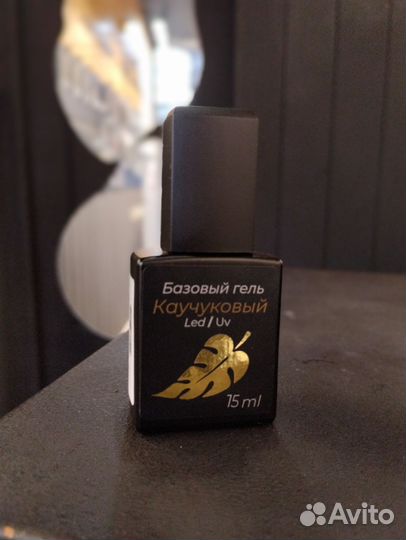 Базовый гель
Каучуковый
Led / Uv
15 ml
Avito